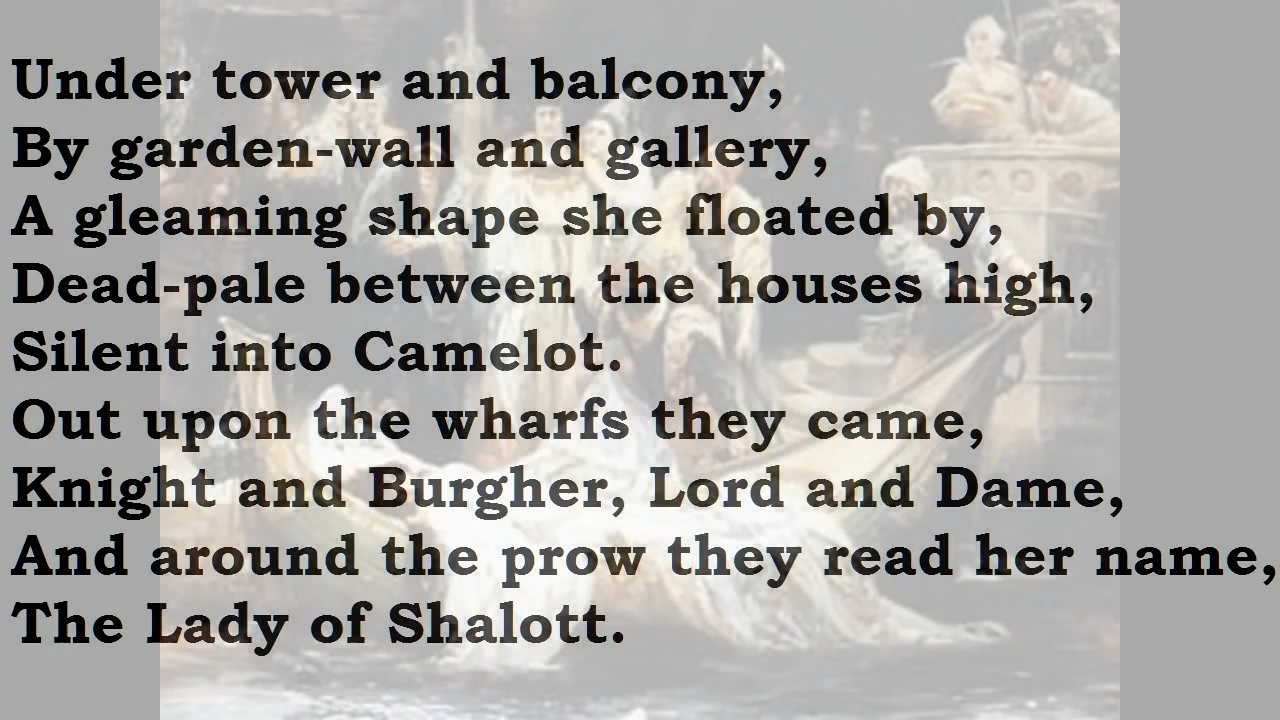 Under tower and balcony,
By garden-wall and gallery,
A gleaming shape she floated by,
Dead-pale between the houses high,
Silent into Camelot.
Out upon the wharfs they came,
Knight and Burgher, Lord and Dame,
And around the prow they read her name,
The Lady of Shalott.